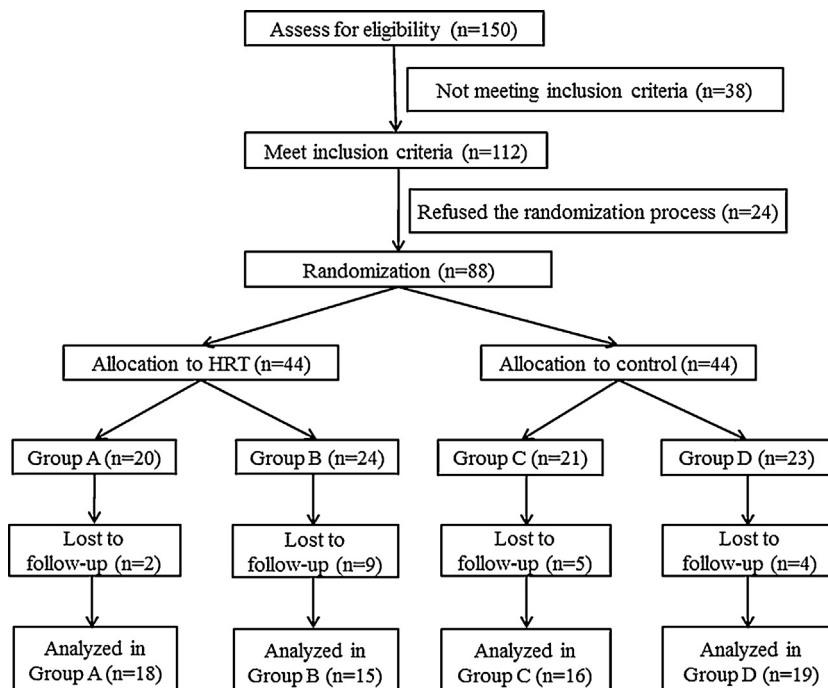 Assess for eligibility (n=150)
Not meeting inclusion criteria (n=38)
Meet inclusion criteria (n=112)
Refused the randomization process (n=24)
Randomization (n=88)
Allocation to HRT (n=44)
Allocation to control (n=44)
Group A (n=20)
Group B (n=24)
Group C (n=21)
Group D (n=23)
Lost to
follow-up (n=2)
Lost to
follow-up (n=9)
Lost to
follow-up (n=5)
Lost to
follow-up (n=4)
Analyzed in
Group A (n=18)
Analyzed in
Group B (n=15)
Analyzed in
Group C (n=16)
Analyzed in
Group D (n=19)